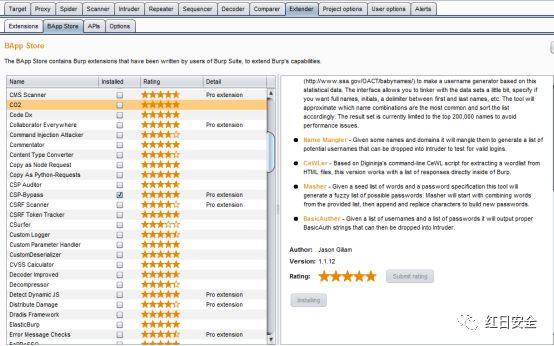 Target Proxy Spider Scanner Intruder Repeater Sequencer Decoder Comparer Extender Project options User options Alerts
Extensions BApp Store APIs Options
BApp Store
The BApp Store contains Burp extensions that have been written by users of Burp Suite, to extend Burp's capabilities.
Name Installed Rating Detail
CMS Scanner Pro extension
CO2
Code Dx
Collaborator Everywhere Pro extension
Command Injection Attacker
Commentator
Content Type Converter
Copy as Node Request
Copy As Python-Requests
CSP Auditor
CSP-Bypass Pro extension
CSRF Scanner Pro extension
CSRF Token Tracker
CSurfer
Custom Logger
Custom Parameter Handler
CustomDeserializer
CVSS Calculator
Decoder Improved
Decompressor
Detect Dynamic JS Pro extension
Distribute Damage Pro extension
Dradis Framework
ElasticBurp
Error Message Checks Pro extension
(http://www.ssa.gov/OACT/babynames/) to make a username generator based on this
statistical data. The interface allows you to tinker with the data sets a little bit, specify if
you want full names, initials, a delimiter between first and last names, etc. The tool will
approximate which name combinations are the most common and sort the list
accordingly. The result set is currently limited to the top 200,000 names to avoid
performance issues.
Name Mangler - Given some names and domains it will mangle them to generate a list of
potential usernames that can be dropped into Intruder to test for valid logins.
CeWLer - Based on Digininja's command-line CeWL script for extracting a wordlist from
HTML files, this version works with a list of responses directly inside of Burp.
Masher - Given a seed list of words and a password specification this tool will
generate a fuzzy list of possible passwords. Masher will start with combining words
from the provided list, then append and replace characters to build new passwords.
BasicAuther - Given a list of usernames and a list of passwords it will output proper
BasicAuth strings that can then be dropped into Intruder.
Author: Jason Gillam
Version: 1.1.12
Rating: Submit rating
Installing
红日安全